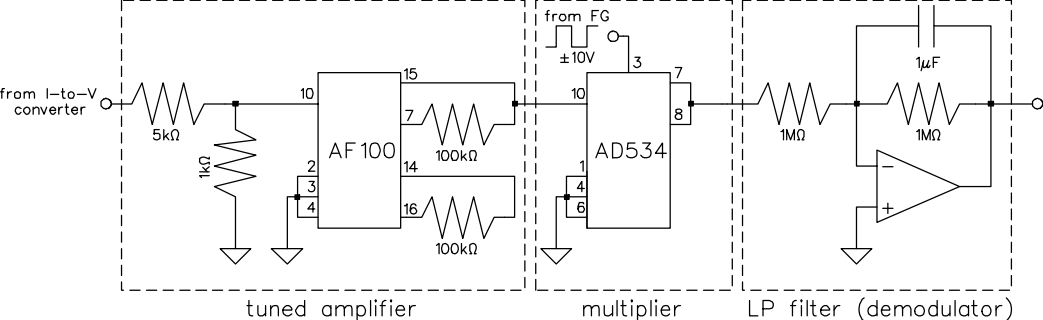 from FG
±10V
3
from I-to-V
converter
5kΩ
1kΩ
10
15
7
AF100
100kΩ
2
3
4
14
16
100kΩ
tuned amplifier
10
7
8
AD534
1
4
6
multiplier
1μF
1MΩ
1MΩ
−
+
LP filter (demodulator)